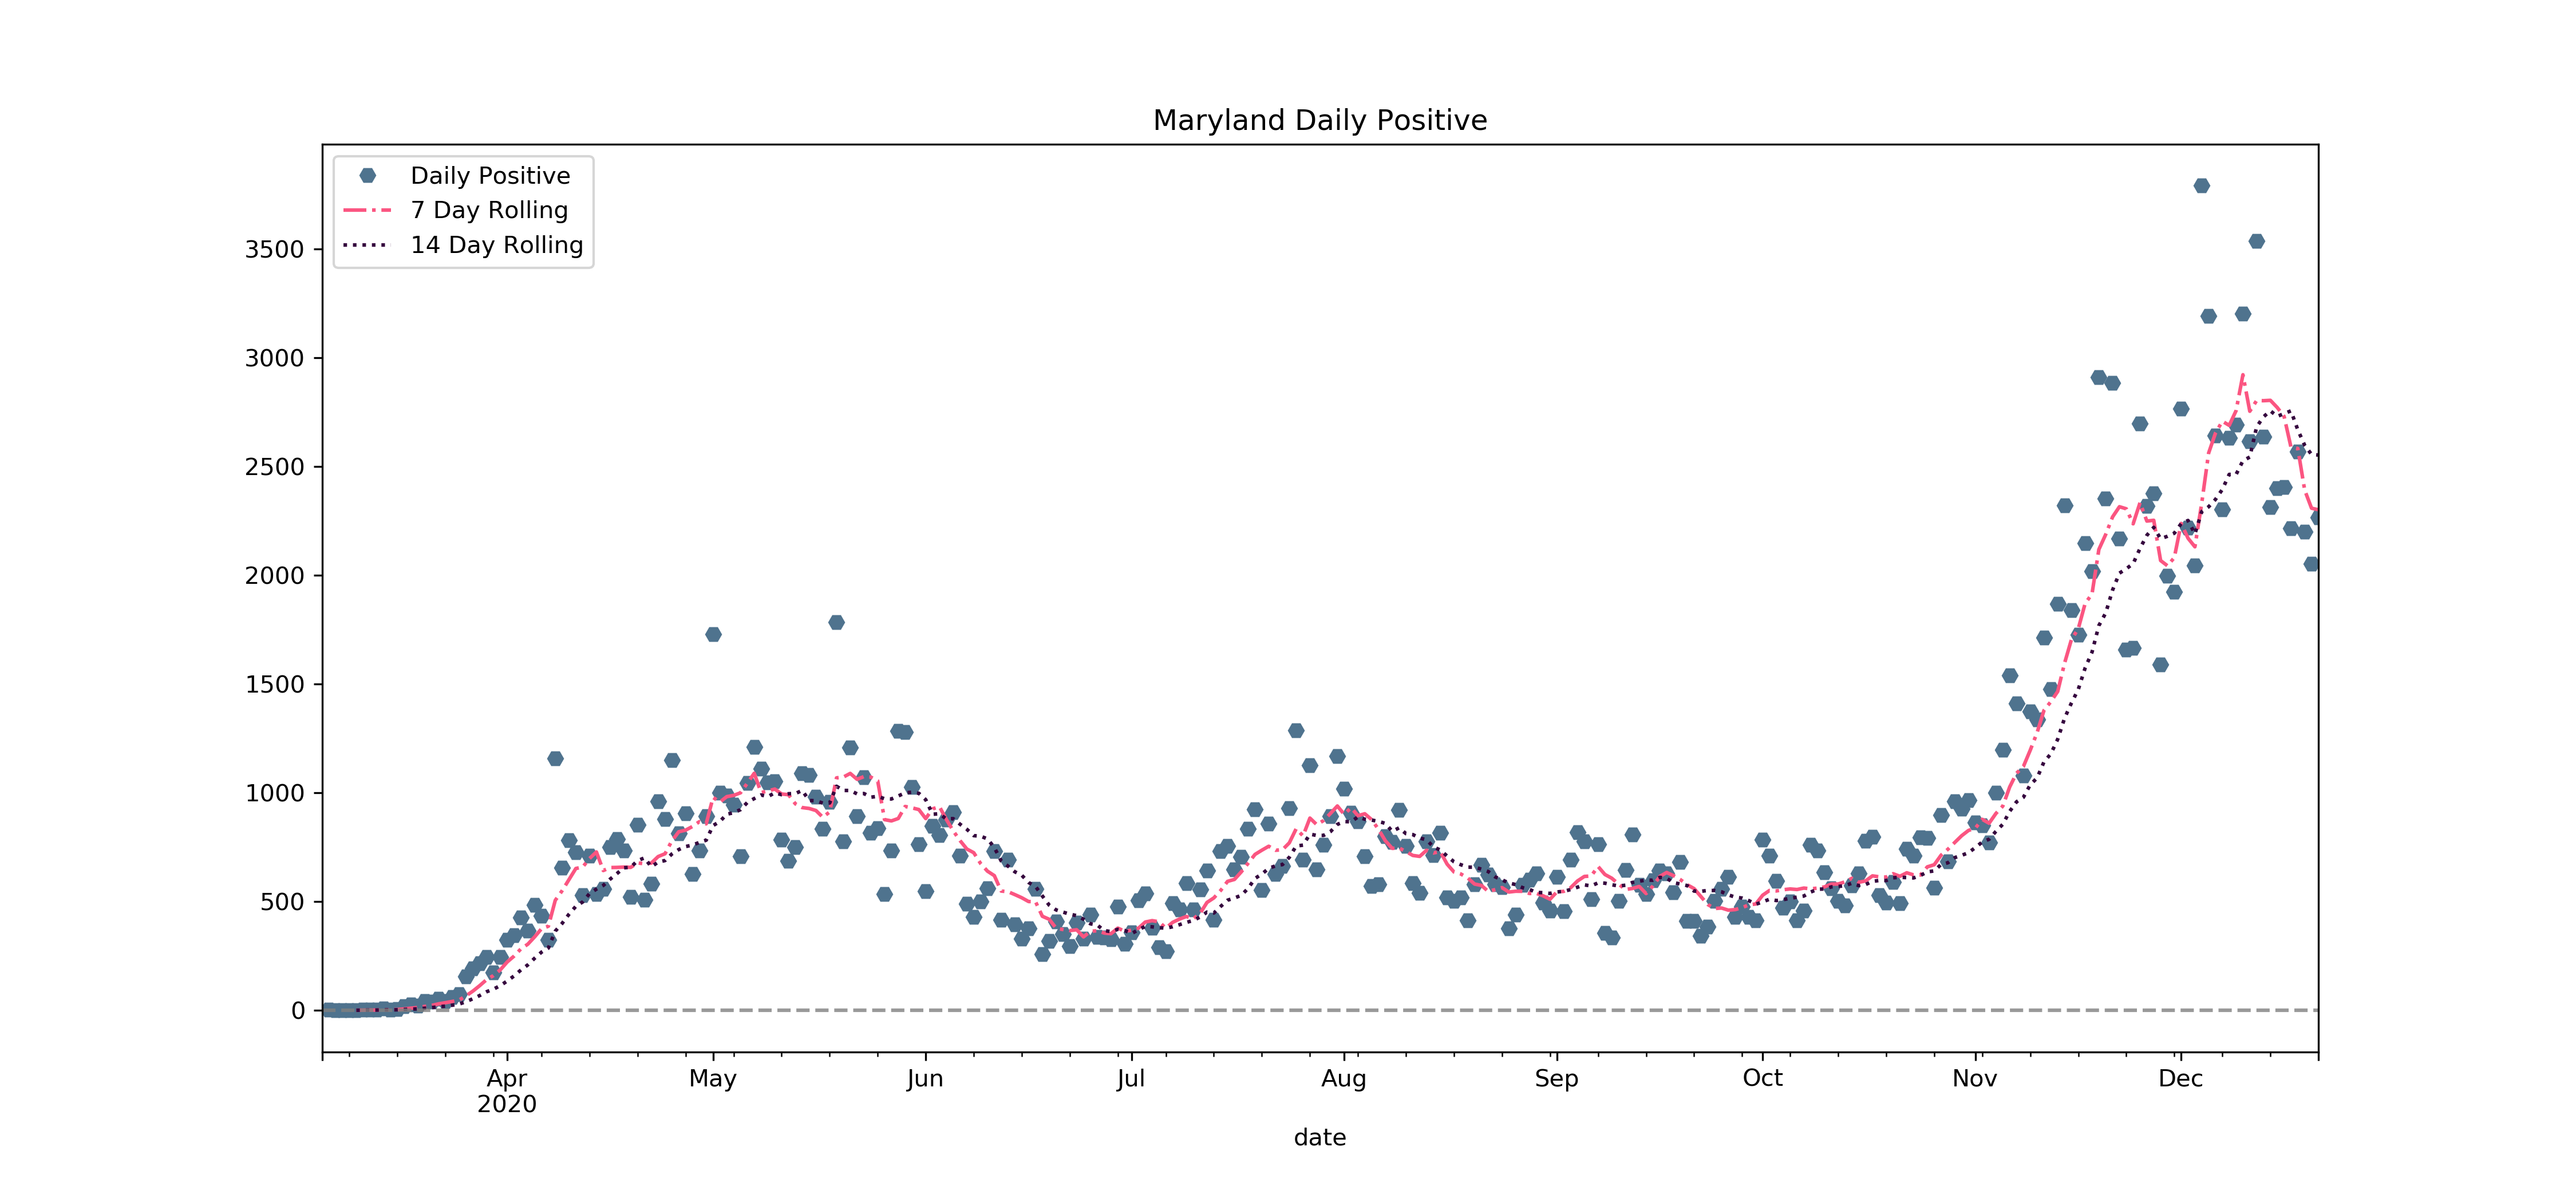 Maryland Daily Positive
Daily Positive
7 Day Rolling
14 Day Rolling
3500
3000
2500
2000
1500
1000
500
0
Apr May Jun Jul Aug Sep Oct Nov Dec
2020
date